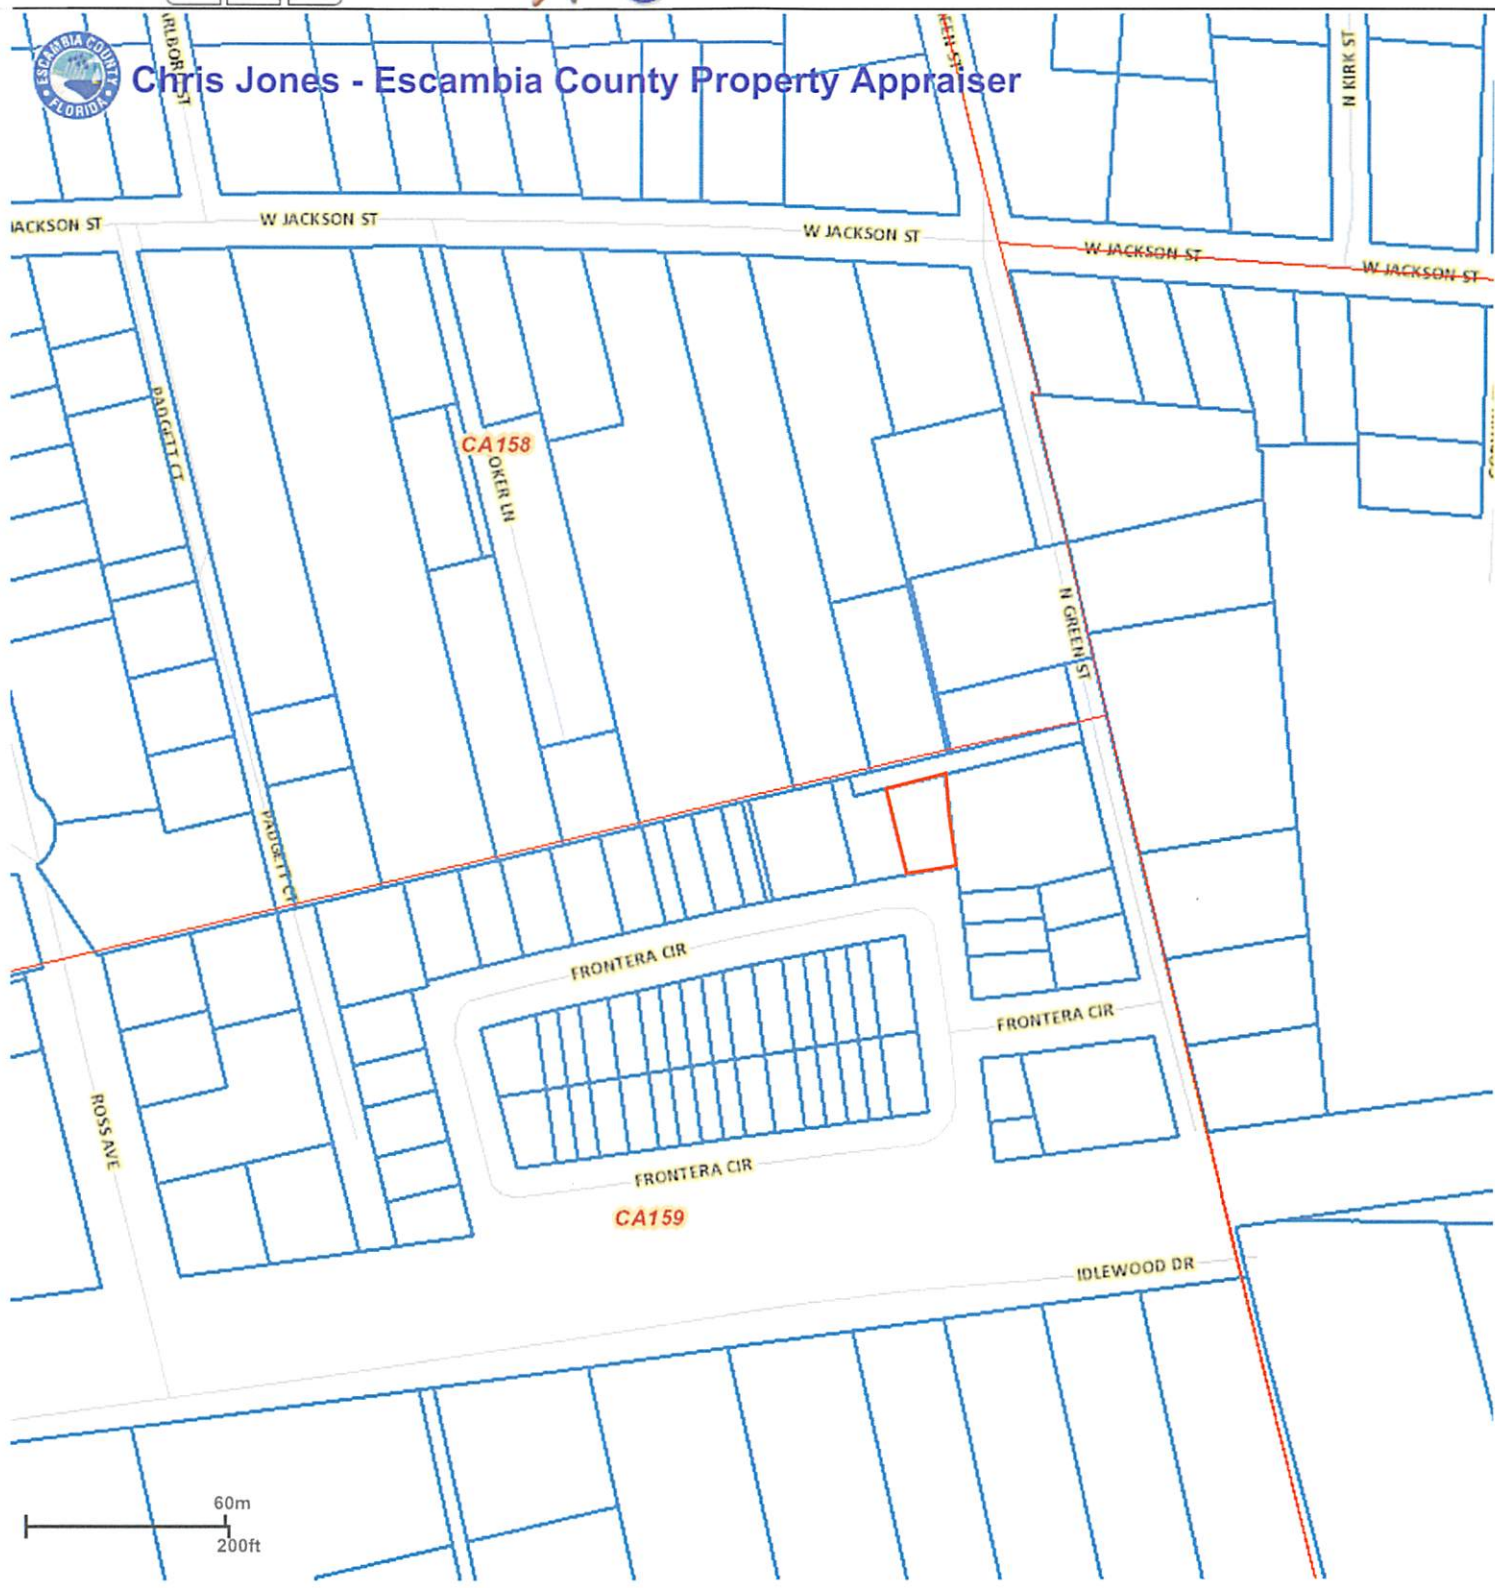 ESCAMBIA COUNTY
FLORIDA
Chris Jones - Escambia County Property Appraiser
N KIRK ST
JACKSON ST
W JACKSON ST
W JACKSON ST
W JACKSON ST
W JACKSON ST
PADGETT CT
CA158
OKER LN
N GREEN ST
PADGETT CT
FRONTERA CIR
FRONTERA CIR
ROSS AVE
FRONTERA CIR
CA159
IDLEWOOD DR
60m
200ft